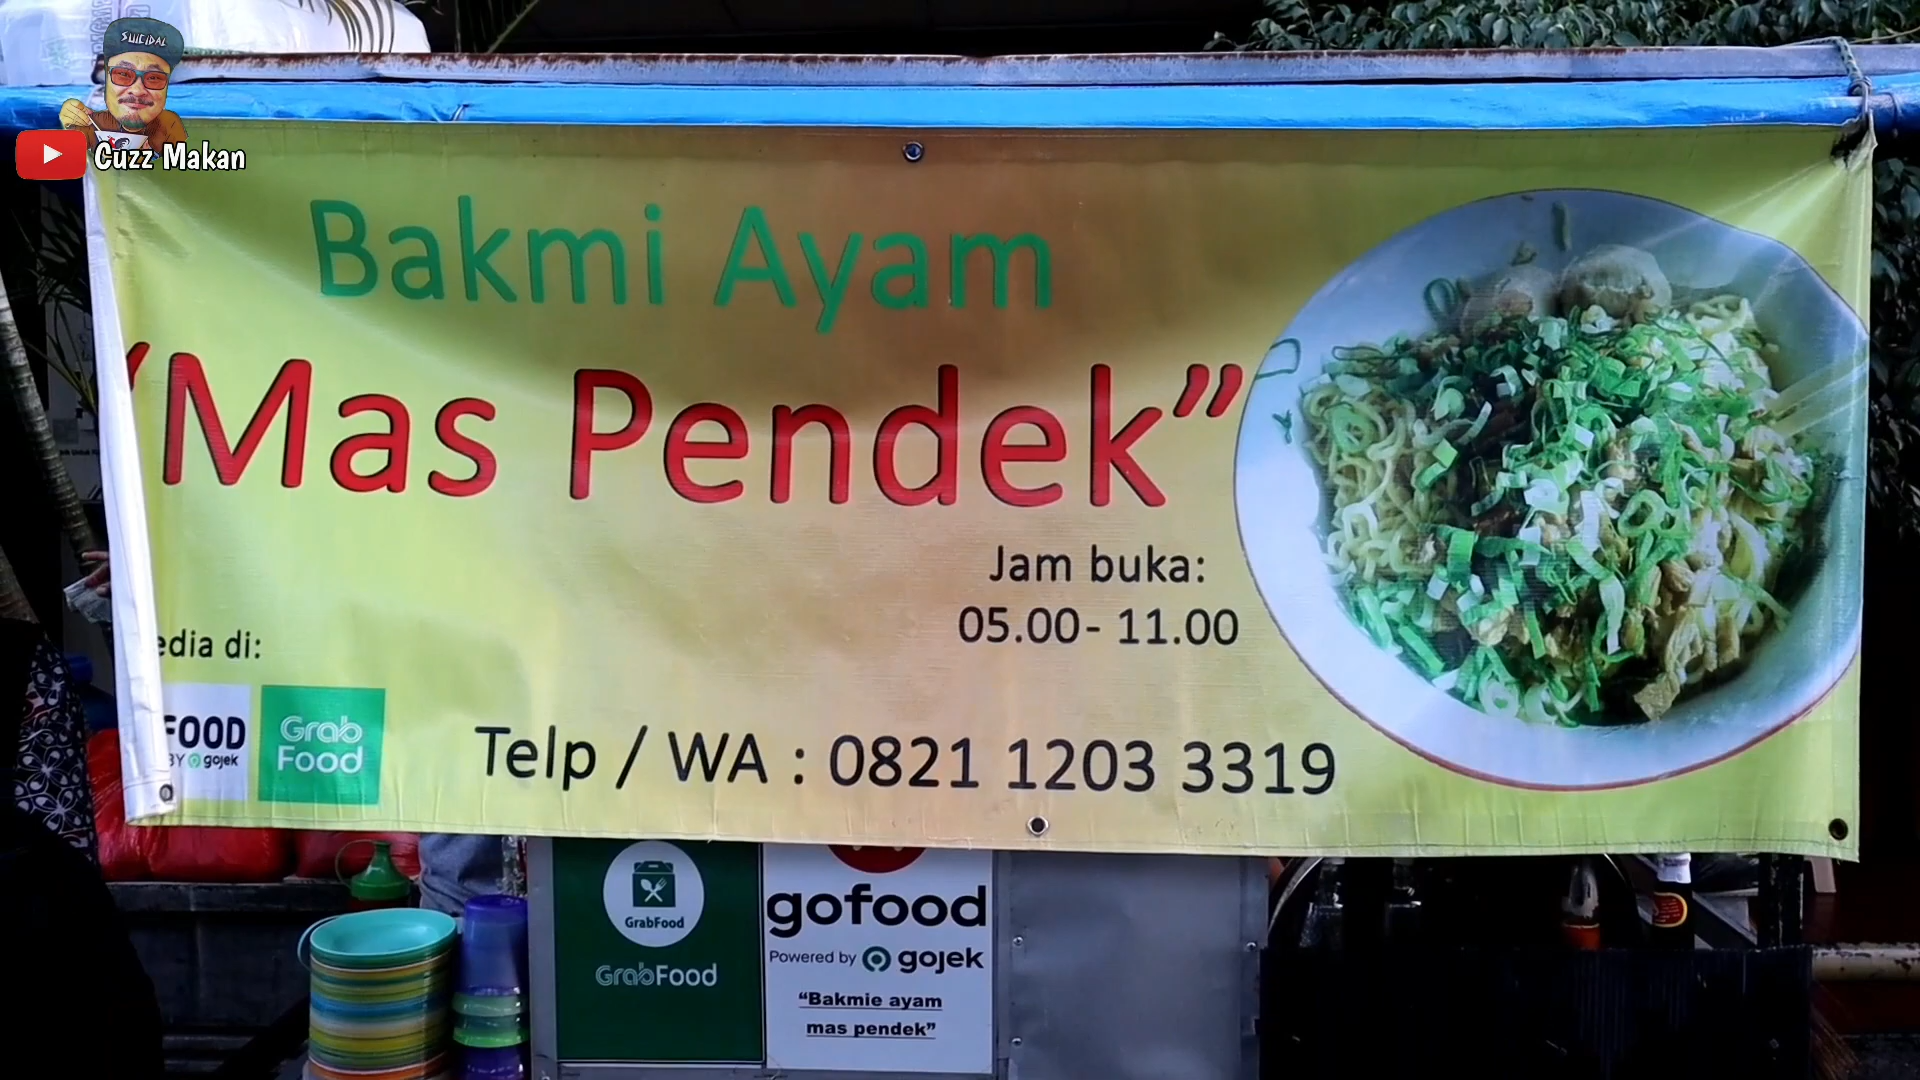 SUICIDAL
Cuzz Makan
Bakmi Ayam
"Mas Pendek"
Jam buka:
05.00 - 11.00
edia di:
FOOD
BY gojek
Grab
Food
Telp / WA : 0821 1203 3319
GrabFood
GrabFood
gofood
Powered by gojek
"Bakmie ayam
mas pendek"